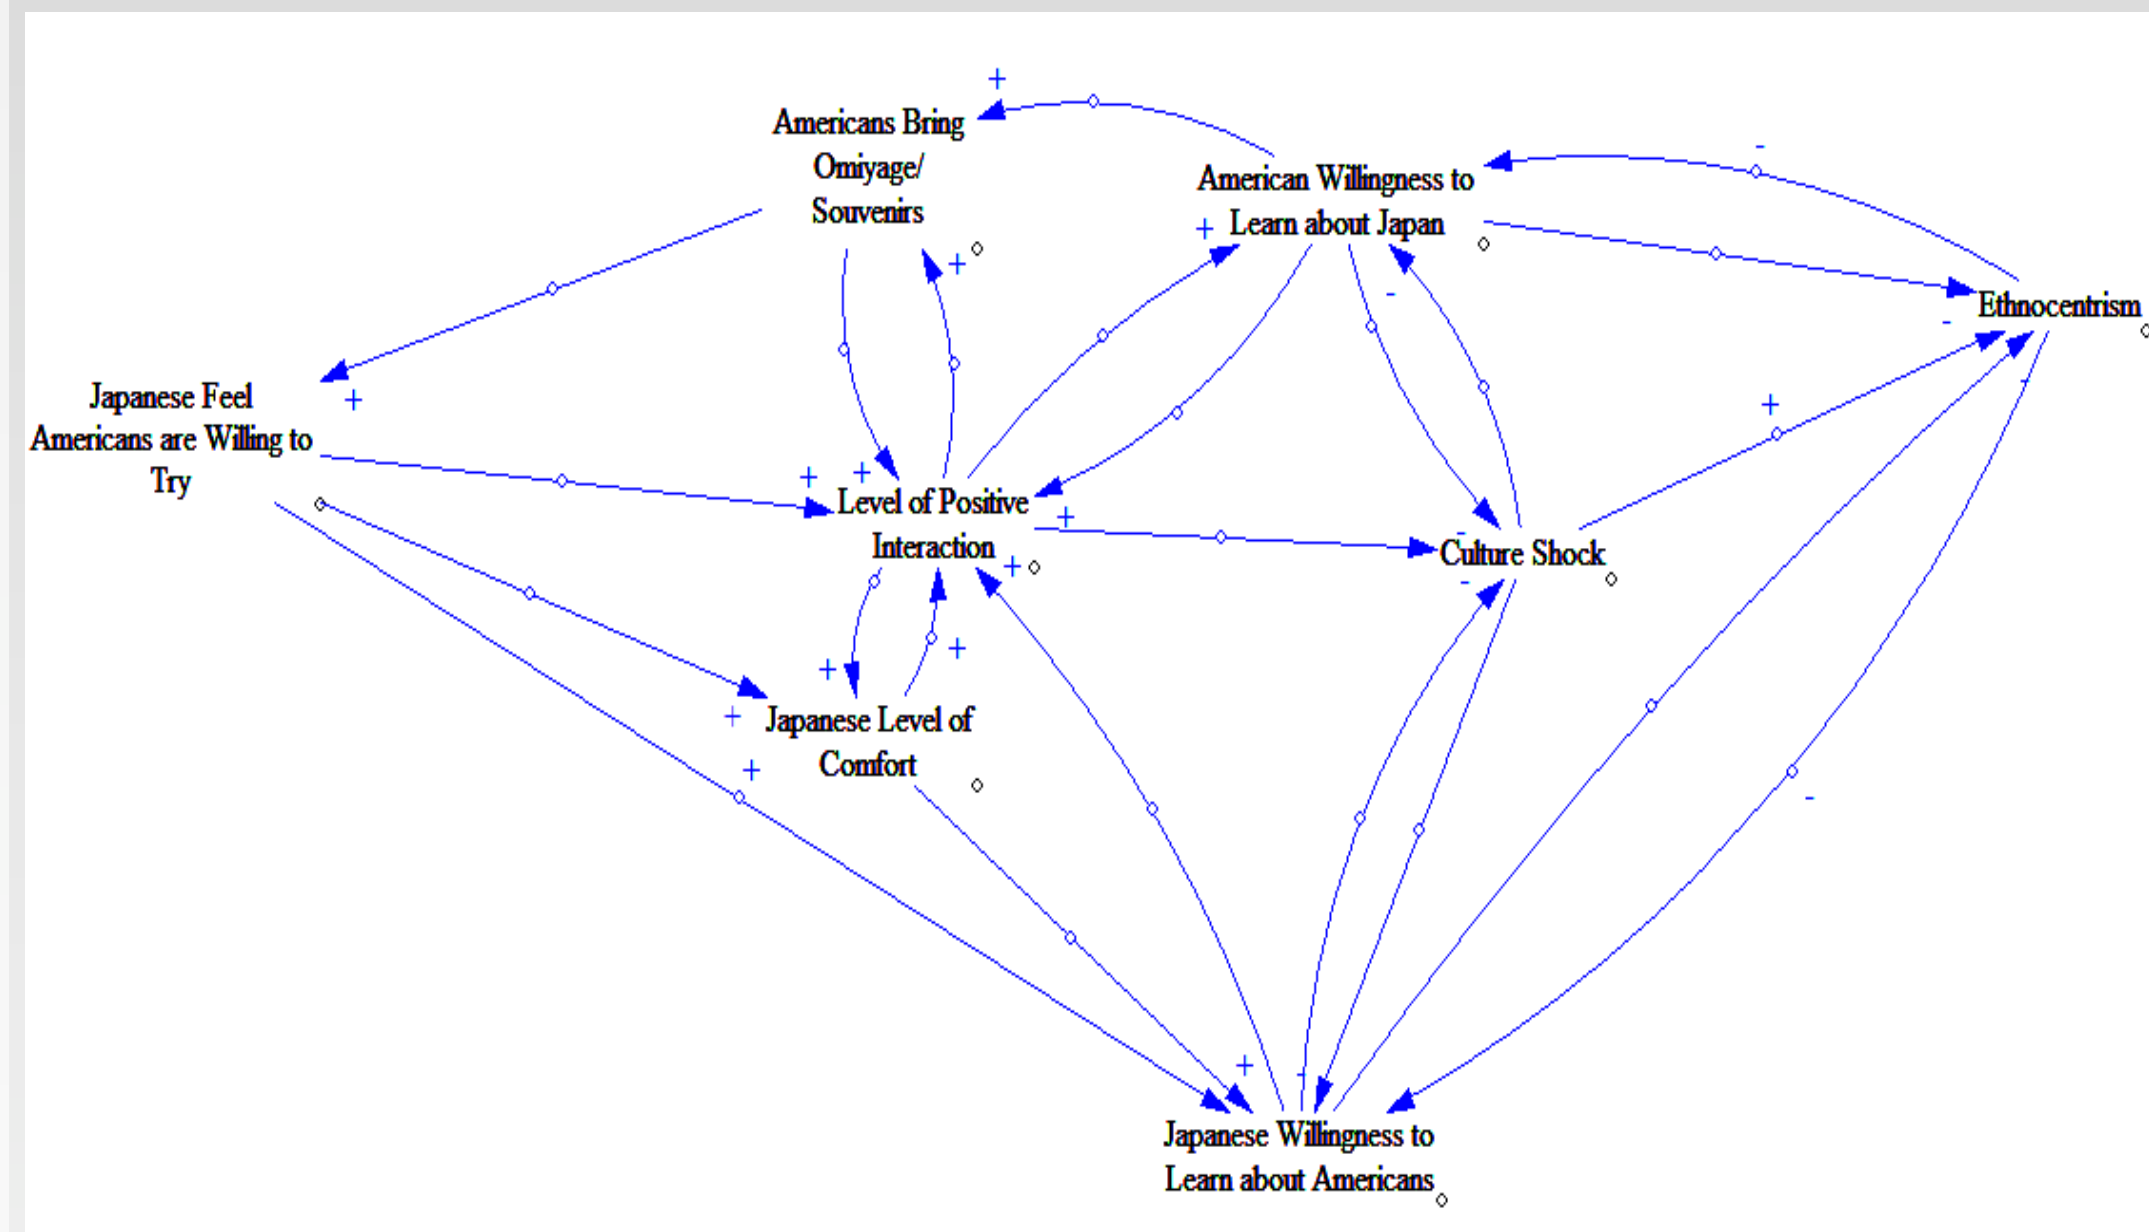 +
Americans Bring
Omiyage/
Souvenirs
+
-
American Willingness to
Learn about Japan
+
-
Ethnocentrism
-
-
+
Japanese Feel
Americans are Willing to
Try
+
+
+
Level of Positive
Interaction
+
+
-
Culture Shock
-
+
+
+
Japanese Level of
Comfort
+
-
+
-
Japanese Willingness to
Learn about Americans